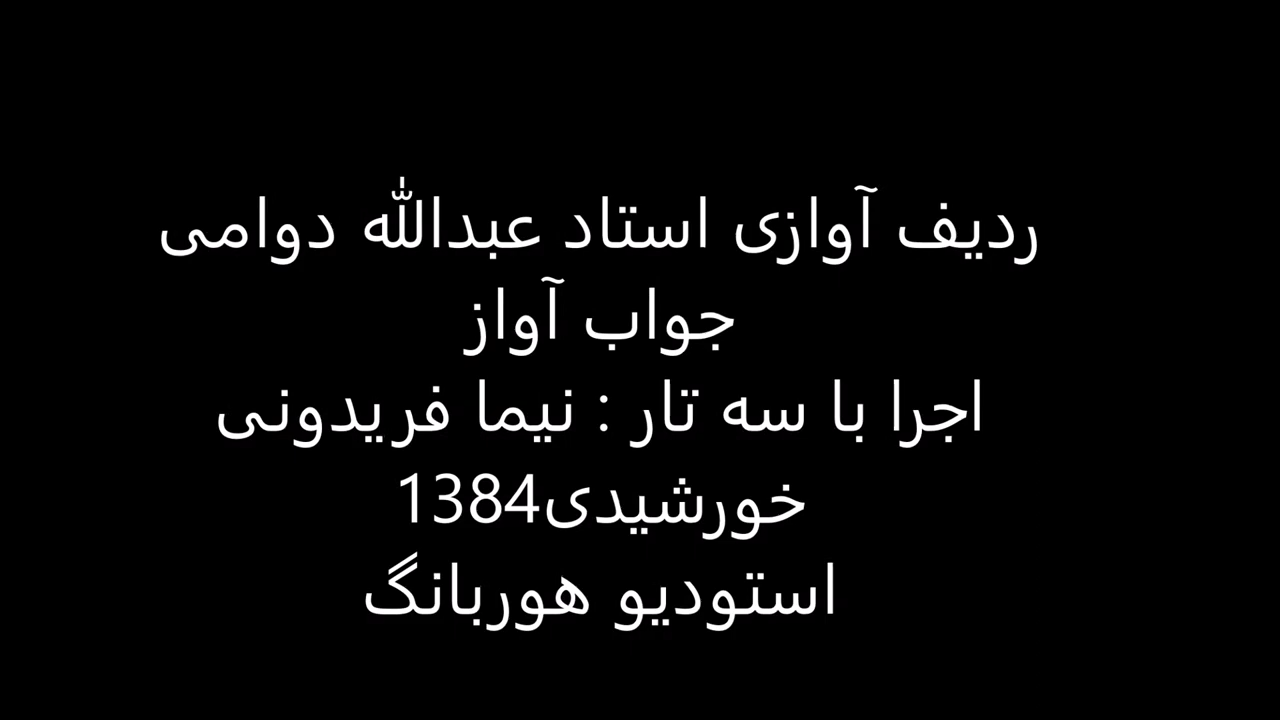 ردیف آوازی استاد عبدالله دوامی
جواب آواز
اجرا با سه تار : نیما فریدونی
خورشیدی1384
استودیو هوربانگ